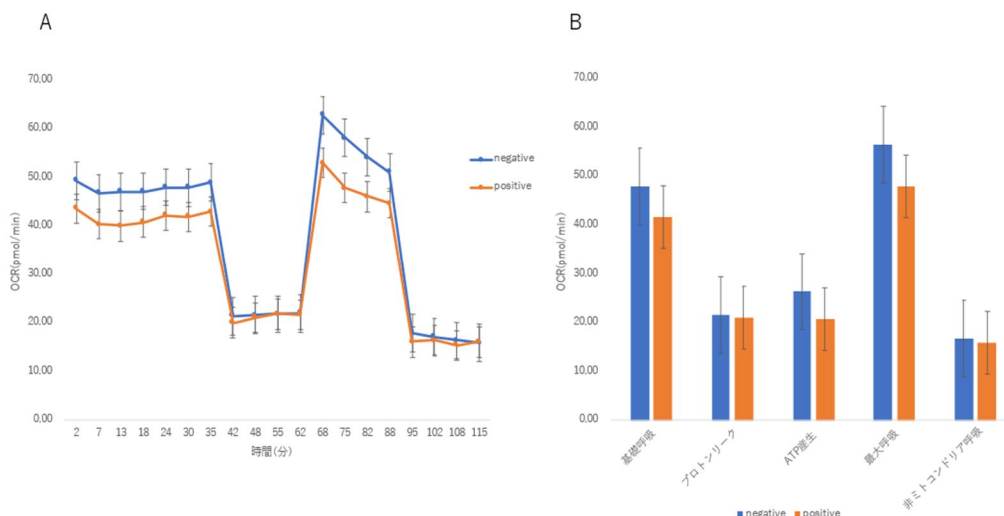 A
70.00
60.00
50.00
40.00
30.00
20.00
10.00
0.00
OCR(pmol/min)
2 7 13 18 24 30 35 42 48 55 62 68 75 82 88 95 102 108 115
時間(分)
negative
positive
B
70.00
60.00
50.00
40.00
30.00
20.00
10.00
0.00
OCR(pmol/min)
基礎呼吸
プロトンリーク
ATP産生
最大呼吸
非ミトコンドリア呼吸
negative positive